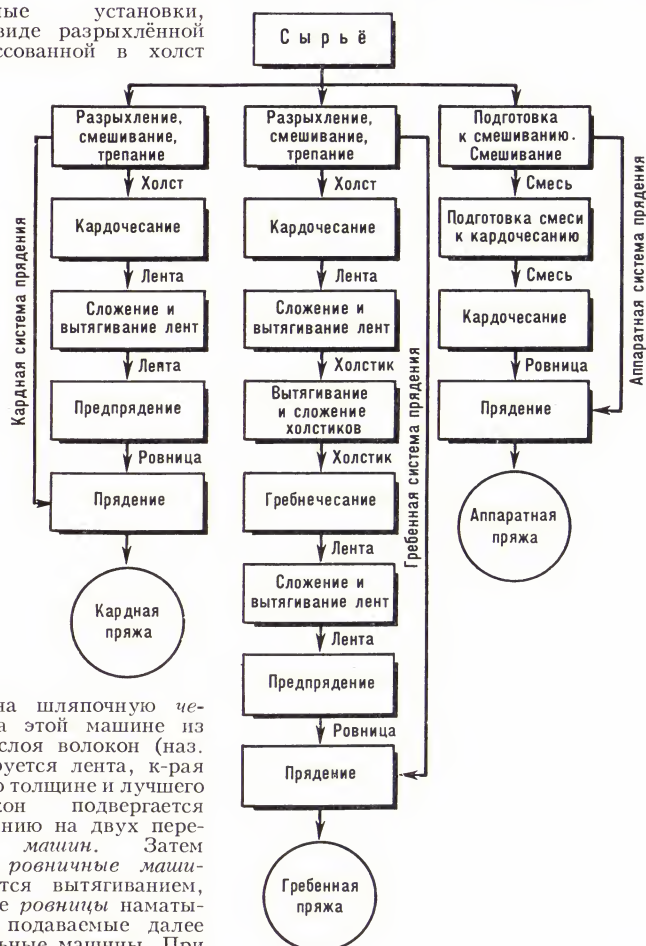 ные установки,
виде разрыхлённой
ссованной в холст
Сырьё
Разрыхление,
смешивание,
трепание
Холст
Кардочесание
Лента
Сложение и
вытягивание лент
Лента
Предпрядение
Ровница
Прядение
Кардная
пряжа
Кардная система прядения
Разрыхление,
смешивание,
трепание
Холст
Кардочесание
Лента
Сложение и
вытягивание лент
Холстик
Вытягивание
и сложение
холстиков
Холстик
Гребнечесание
Лента
Сложение и
вытягивание лент
Лента
Предпрядение
Ровница
Прядение
Гребенная
пряжа
Гребенная система прядения
Подготовка
к смешиванию.
Смешивание
Смесь
Подготовка смеси
к кардочесанию
Смесь
Кардочесание
Ровница
Прядение
Аппаратная
пряжа
Аппаратная система прядения
на шляпочную че-
а этой машине из
слоя волокон (наз.
руется лента, к-рая
о толщине и лучшего
кон подвергается
нию на двух пере-
машин. Затем
ровничные маши-
тся вытягиванием,
е ровницы наматы-
подаваемые далее
льные машины. При